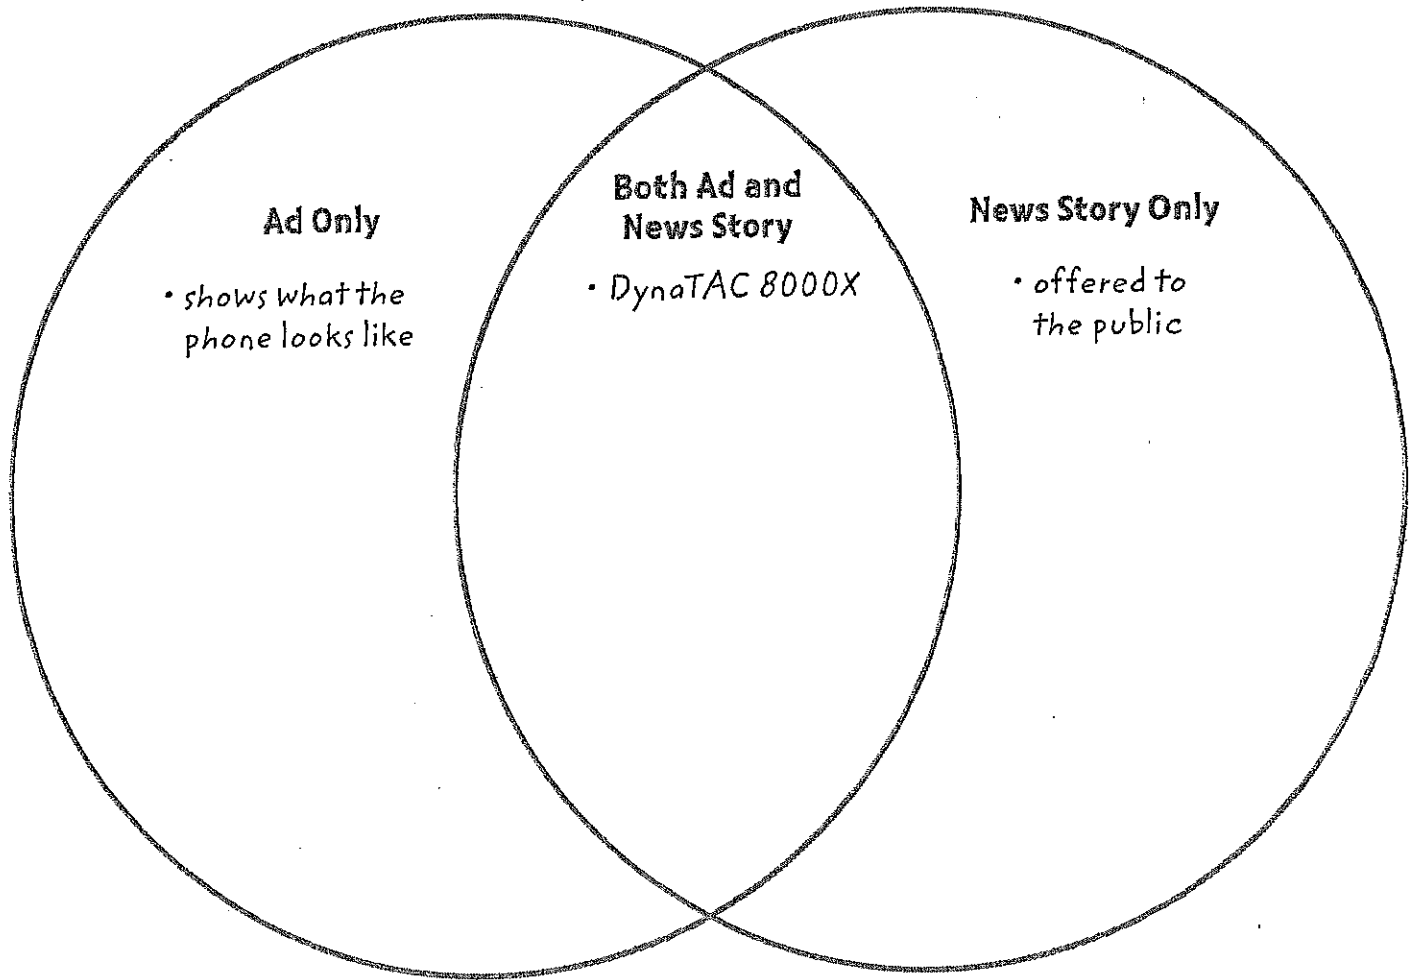 Ad Only
• shows what the
phone looks like
Both Ad and
News Story
• DynaTAC 8000X
News Story Only
• offered to
the public